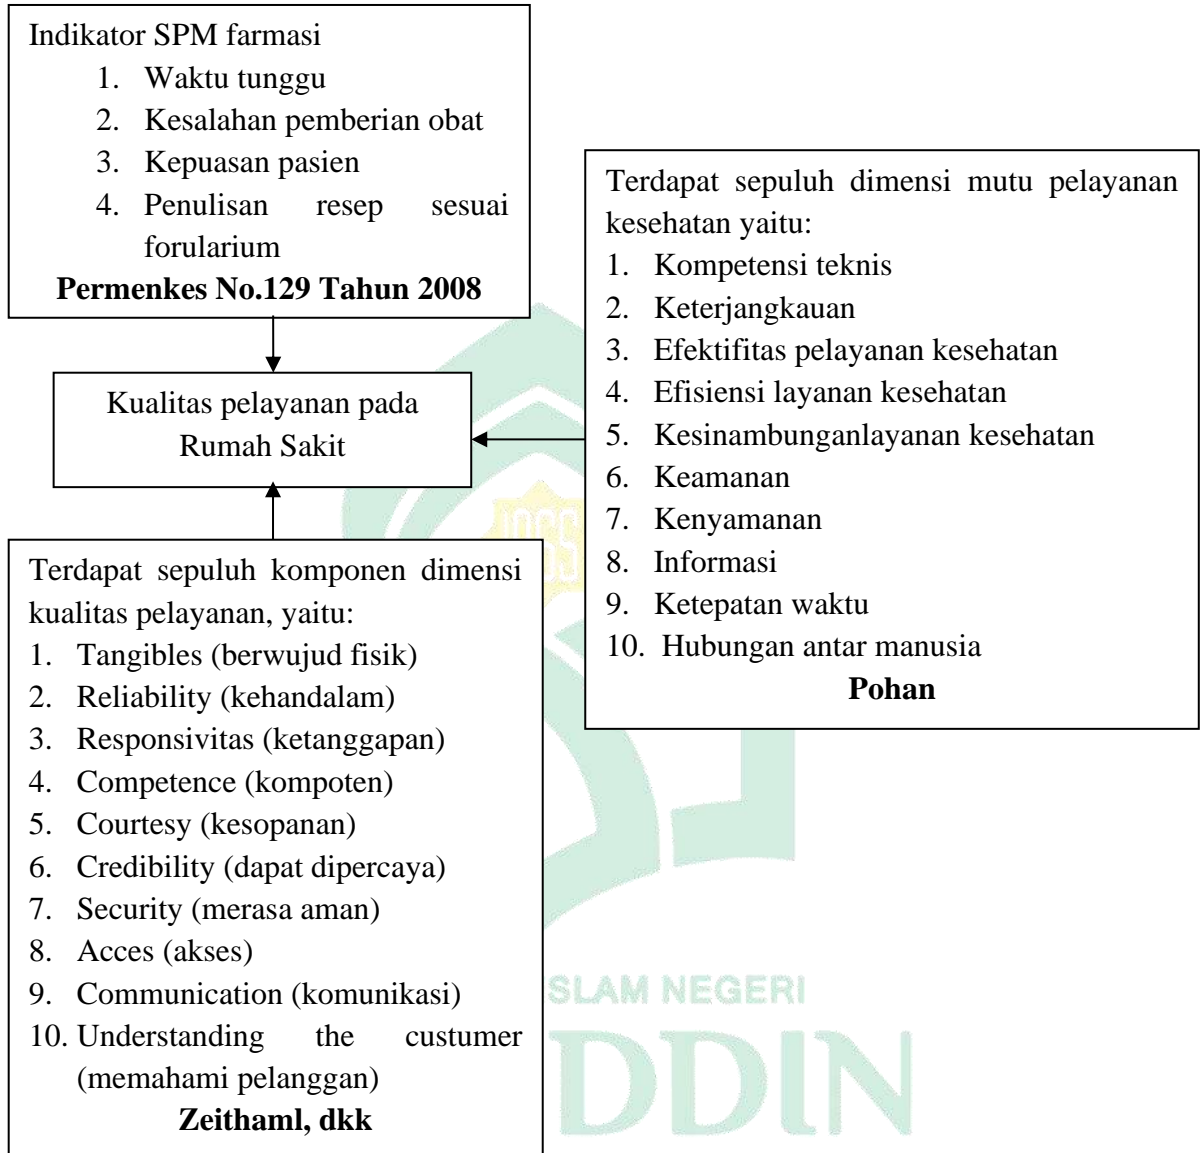 Indikator SPM farmasi
1. Waktu tunggu
2. Kesalahan pemberian obat
3. Kepuasan pasien
4. Penulisan resep sesuai
forularium
Permenkes No.129 Tahun 2008
Kualitas pelayanan pada
Rumah Sakit
Terdapat sepuluh dimensi mutu pelayanan
kesehatan yaitu:
1. Kompetensi teknis
2. Keterjangkauan
3. Efektifitas pelayanan kesehatan
4. Efisiensi layanan kesehatan
5. Kesinambunganlayanan kesehatan
6. Keamanan
7. Kenyamanan
8. Informasi
9. Ketepatan waktu
10. Hubungan antar manusia
Pohan
Terdapat sepuluh komponen dimensi
kualitas pelayanan, yaitu:
1. Tangibles (berwujud fisik)
2. Reliability (kehandalam)
3. Responsivitas (ketanggapan)
4. Competence (kompoten)
5. Courtesy (kesopanan)
6. Credibility (dapat dipercaya)
7. Security (merasa aman)
8. Acces (akses)
9. Communication (komunikasi)
10. Understanding the custumer
(memahami pelanggan)
Zeithaml, dkk
SLAM NEGERI
DDIN